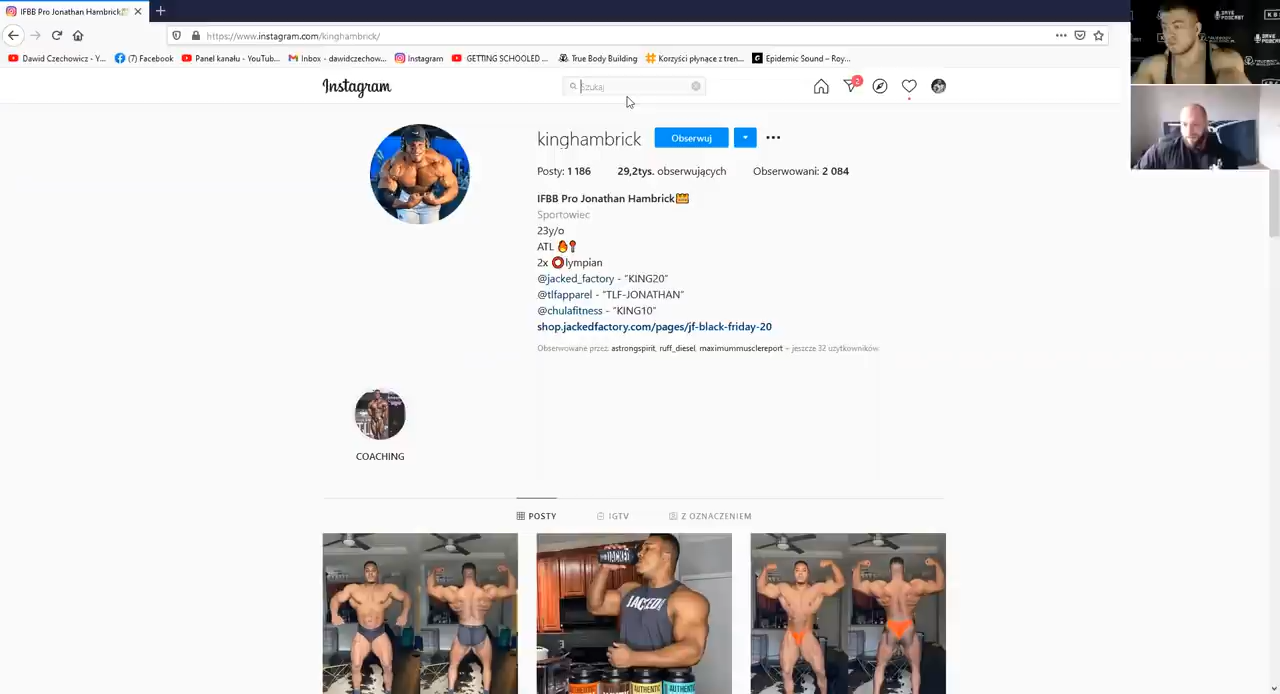 IFBB Pro Jonathan Hambrick
https://www.instagram.com/kinghambrick/
Dawid Czechowicz - Y... (7) Facebook Panel kanału - YouTub... Inbox - dawidczechow... Instagram GETTING SCHOOLED ... True Body Building Korzyści płynące z tren... Epidemic Sound – Roy...
Instagram
Szukaj
2
kinghambrick Obserwuj
Posty: 1 186 29,2tys. obserwujących Obserwowani: 2 084
IFBB Pro Jonathan Hambrick
Sportowiec
23y/o
ATL
2x ⭕lympian
@jacked_factory - "KING20"
@tlfapparel - "TLF-JONATHAN"
@chulafitness - "KING10"
shop.jackedfactory.com/pages/jf-black-friday-20
Obserwowane przez: astrongspirit, ruff_diesel, maximummusclereport – jeszcze 32 użytkowników.
COACHING
POSTY IGTV Z OZNACZENIEM
JACKED
AUTHENTIC AUTHENTIC